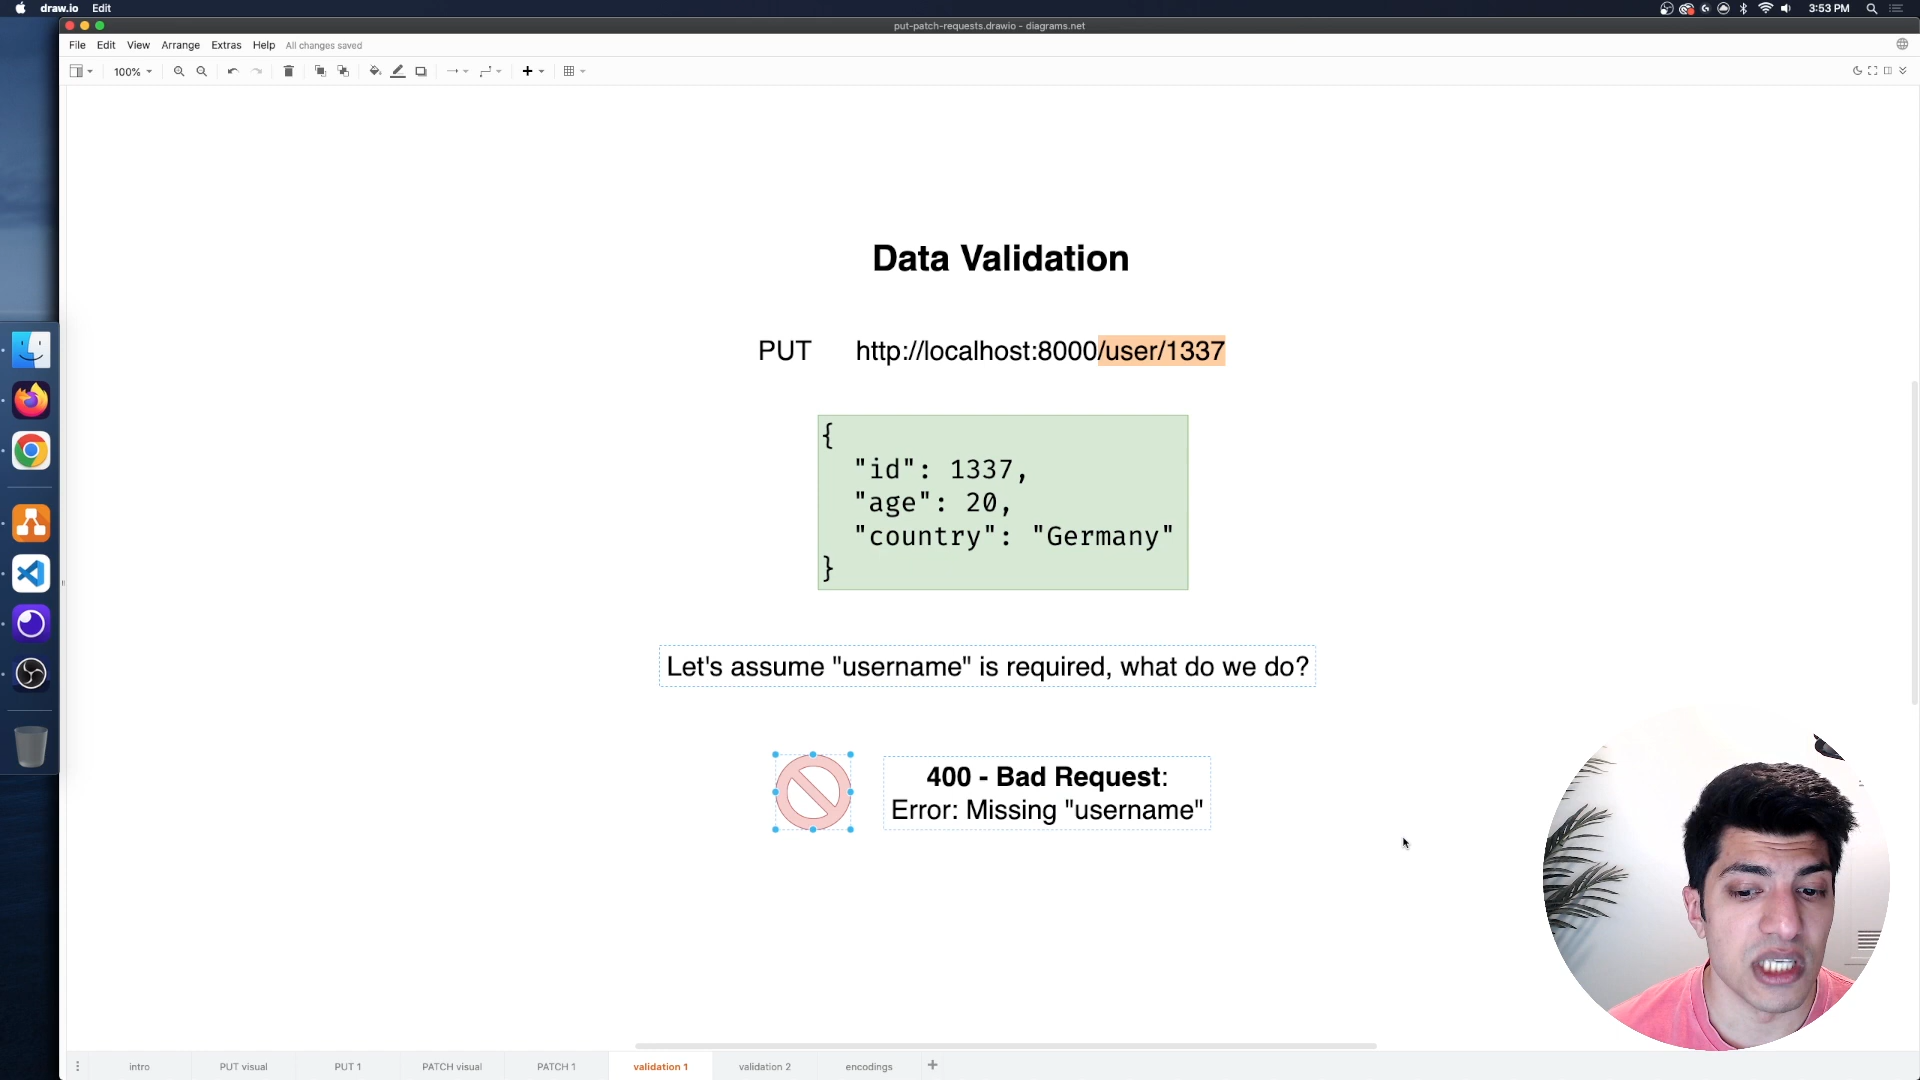 draw.io Edit
3:53 PM
put-patch-requests.drawio - diagrams.net
File Edit View Arrange Extras Help All changes saved
100%
Data Validation
PUT http://localhost:8000/user/1337
{
"id": 1337,
"age": 20,
"country": "Germany"
}
Let's assume "username" is required, what do we do?
400 - Bad Request:
Error: Missing "username"
intro PUT visual PUT 1 PATCH visual PATCH 1 validation 1 validation 2 encodings